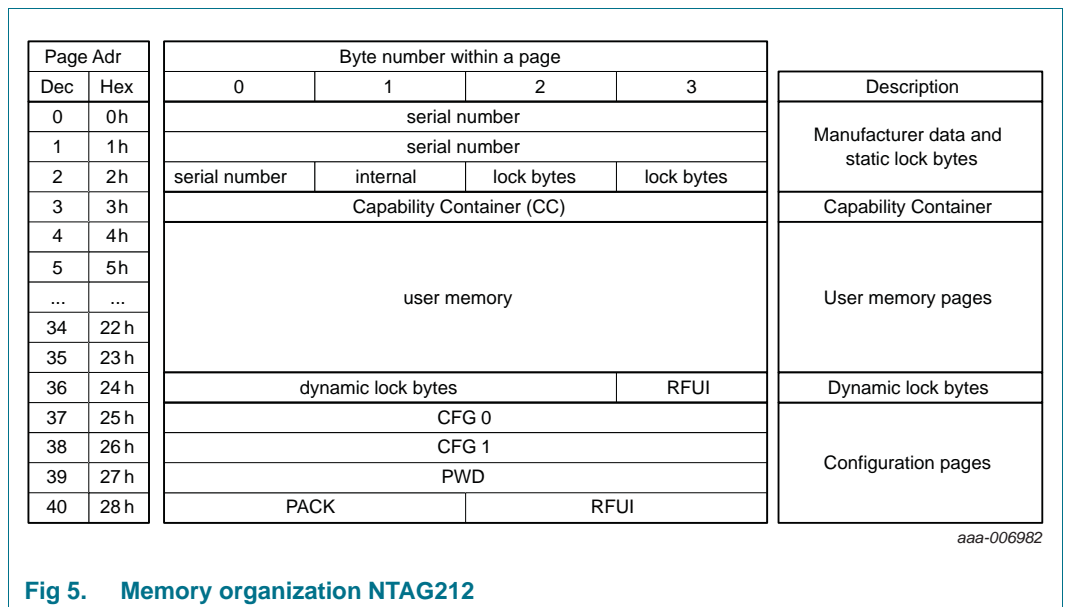 Page Adr Byte number within a page
Dec Hex 0 1 2 3 Description
0 0h serial number
1 1h serial number
Manufacturer data and
static lock bytes
2 2h serial number internal lock bytes lock bytes
3 3h Capability Container (CC) Capability Container
4 4h
5 5h
... ... user memory User memory pages
34 22h
35 23h
36 24h dynamic lock bytes RFUI Dynamic lock bytes
37 25h CFG 0
38 26h CFG 1
Configuration pages
39 27h PWD
40 28h PACK RFUI
aaa-006982
Fig 5. Memory organization NTAG212